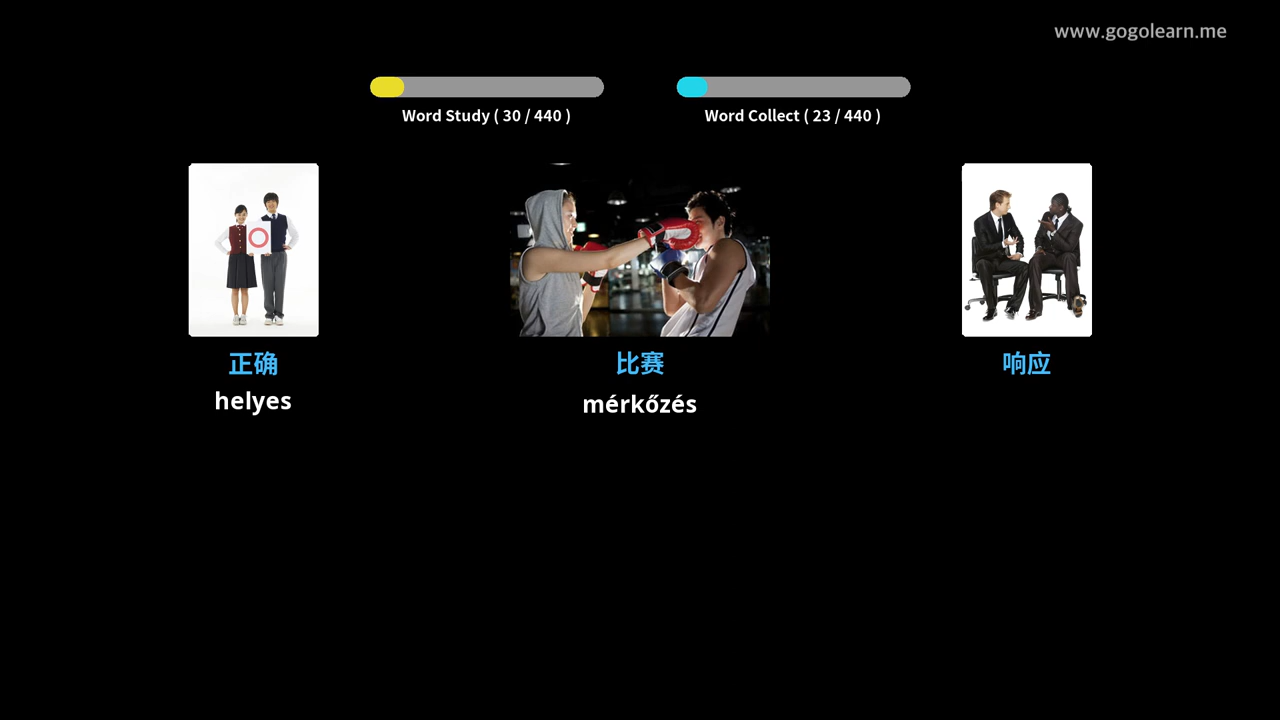 www.gogolearn.me
Word Study ( 30 / 440 )
Word Collect ( 23 / 440 )
正确
helyes
比赛
mérkőzés
响应